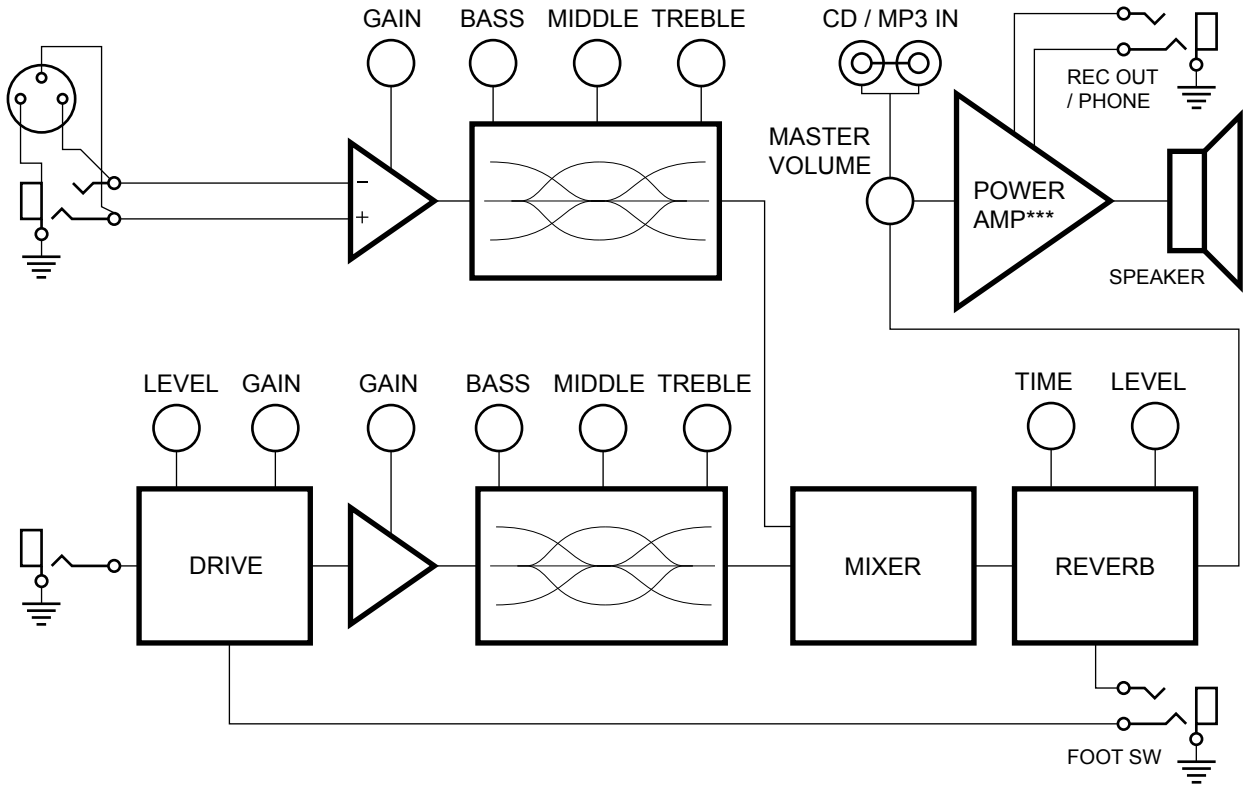 GAIN BASS MIDDLE TREBLE CD / MP3 IN
REC OUT
/ PHONE
MASTER
VOLUME
−
+
POWER
AMP***
SPEAKER
LEVEL GAIN GAIN BASS MIDDLE TREBLE TIME LEVEL
DRIVE MIXER REVERB
FOOT SW